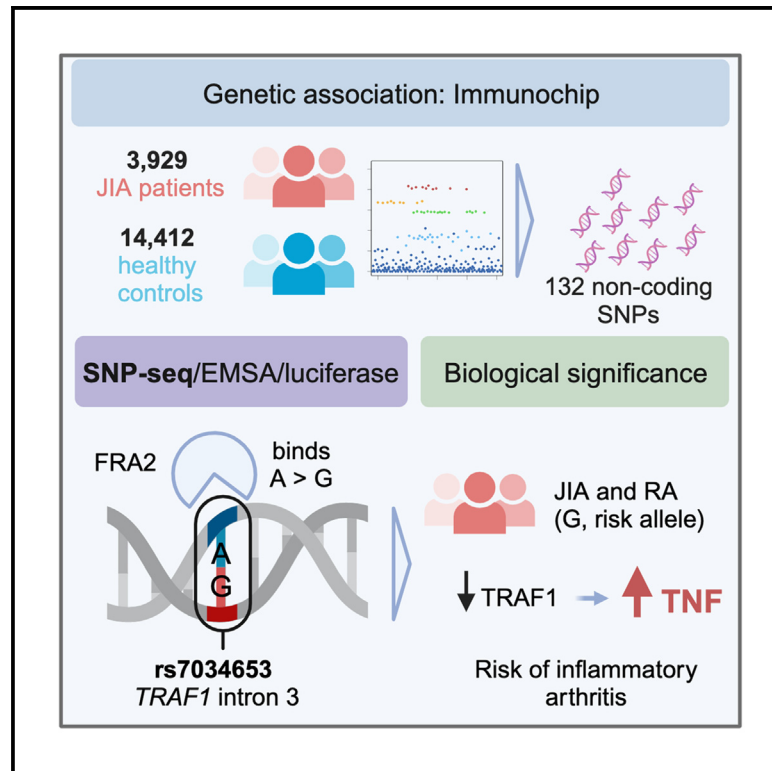 Genetic association: Immunochip
3,929
JIA patients
14,412
healthy
controls
132 non-coding
SNPs
SNP-seq/EMSA/luciferase
Biological significance
FRA2
binds
A > G
A
G
rs7034653
TRAF1 intron 3
JIA and RA
(G, risk allele)
TRAF1
TNF
Risk of inflammatory
arthritis